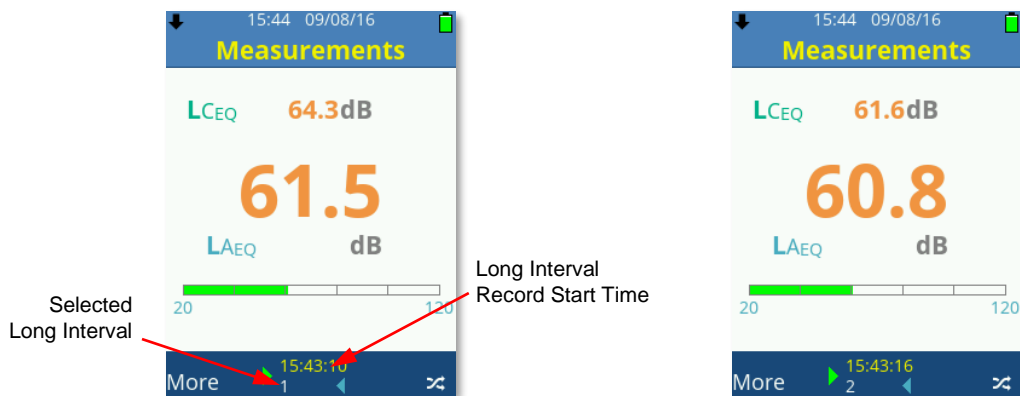 15:44 09/08/16
Measurements
LCEQ 64.3dB
61.5
LAEQ dB
20 120
15:43:10
More 1
Selected
Long Interval
Long Interval
Record Start Time
15:44 09/08/16
Measurements
LCEQ 61.6dB
60.8
LAEQ dB
20 120
15:43:16
More 2